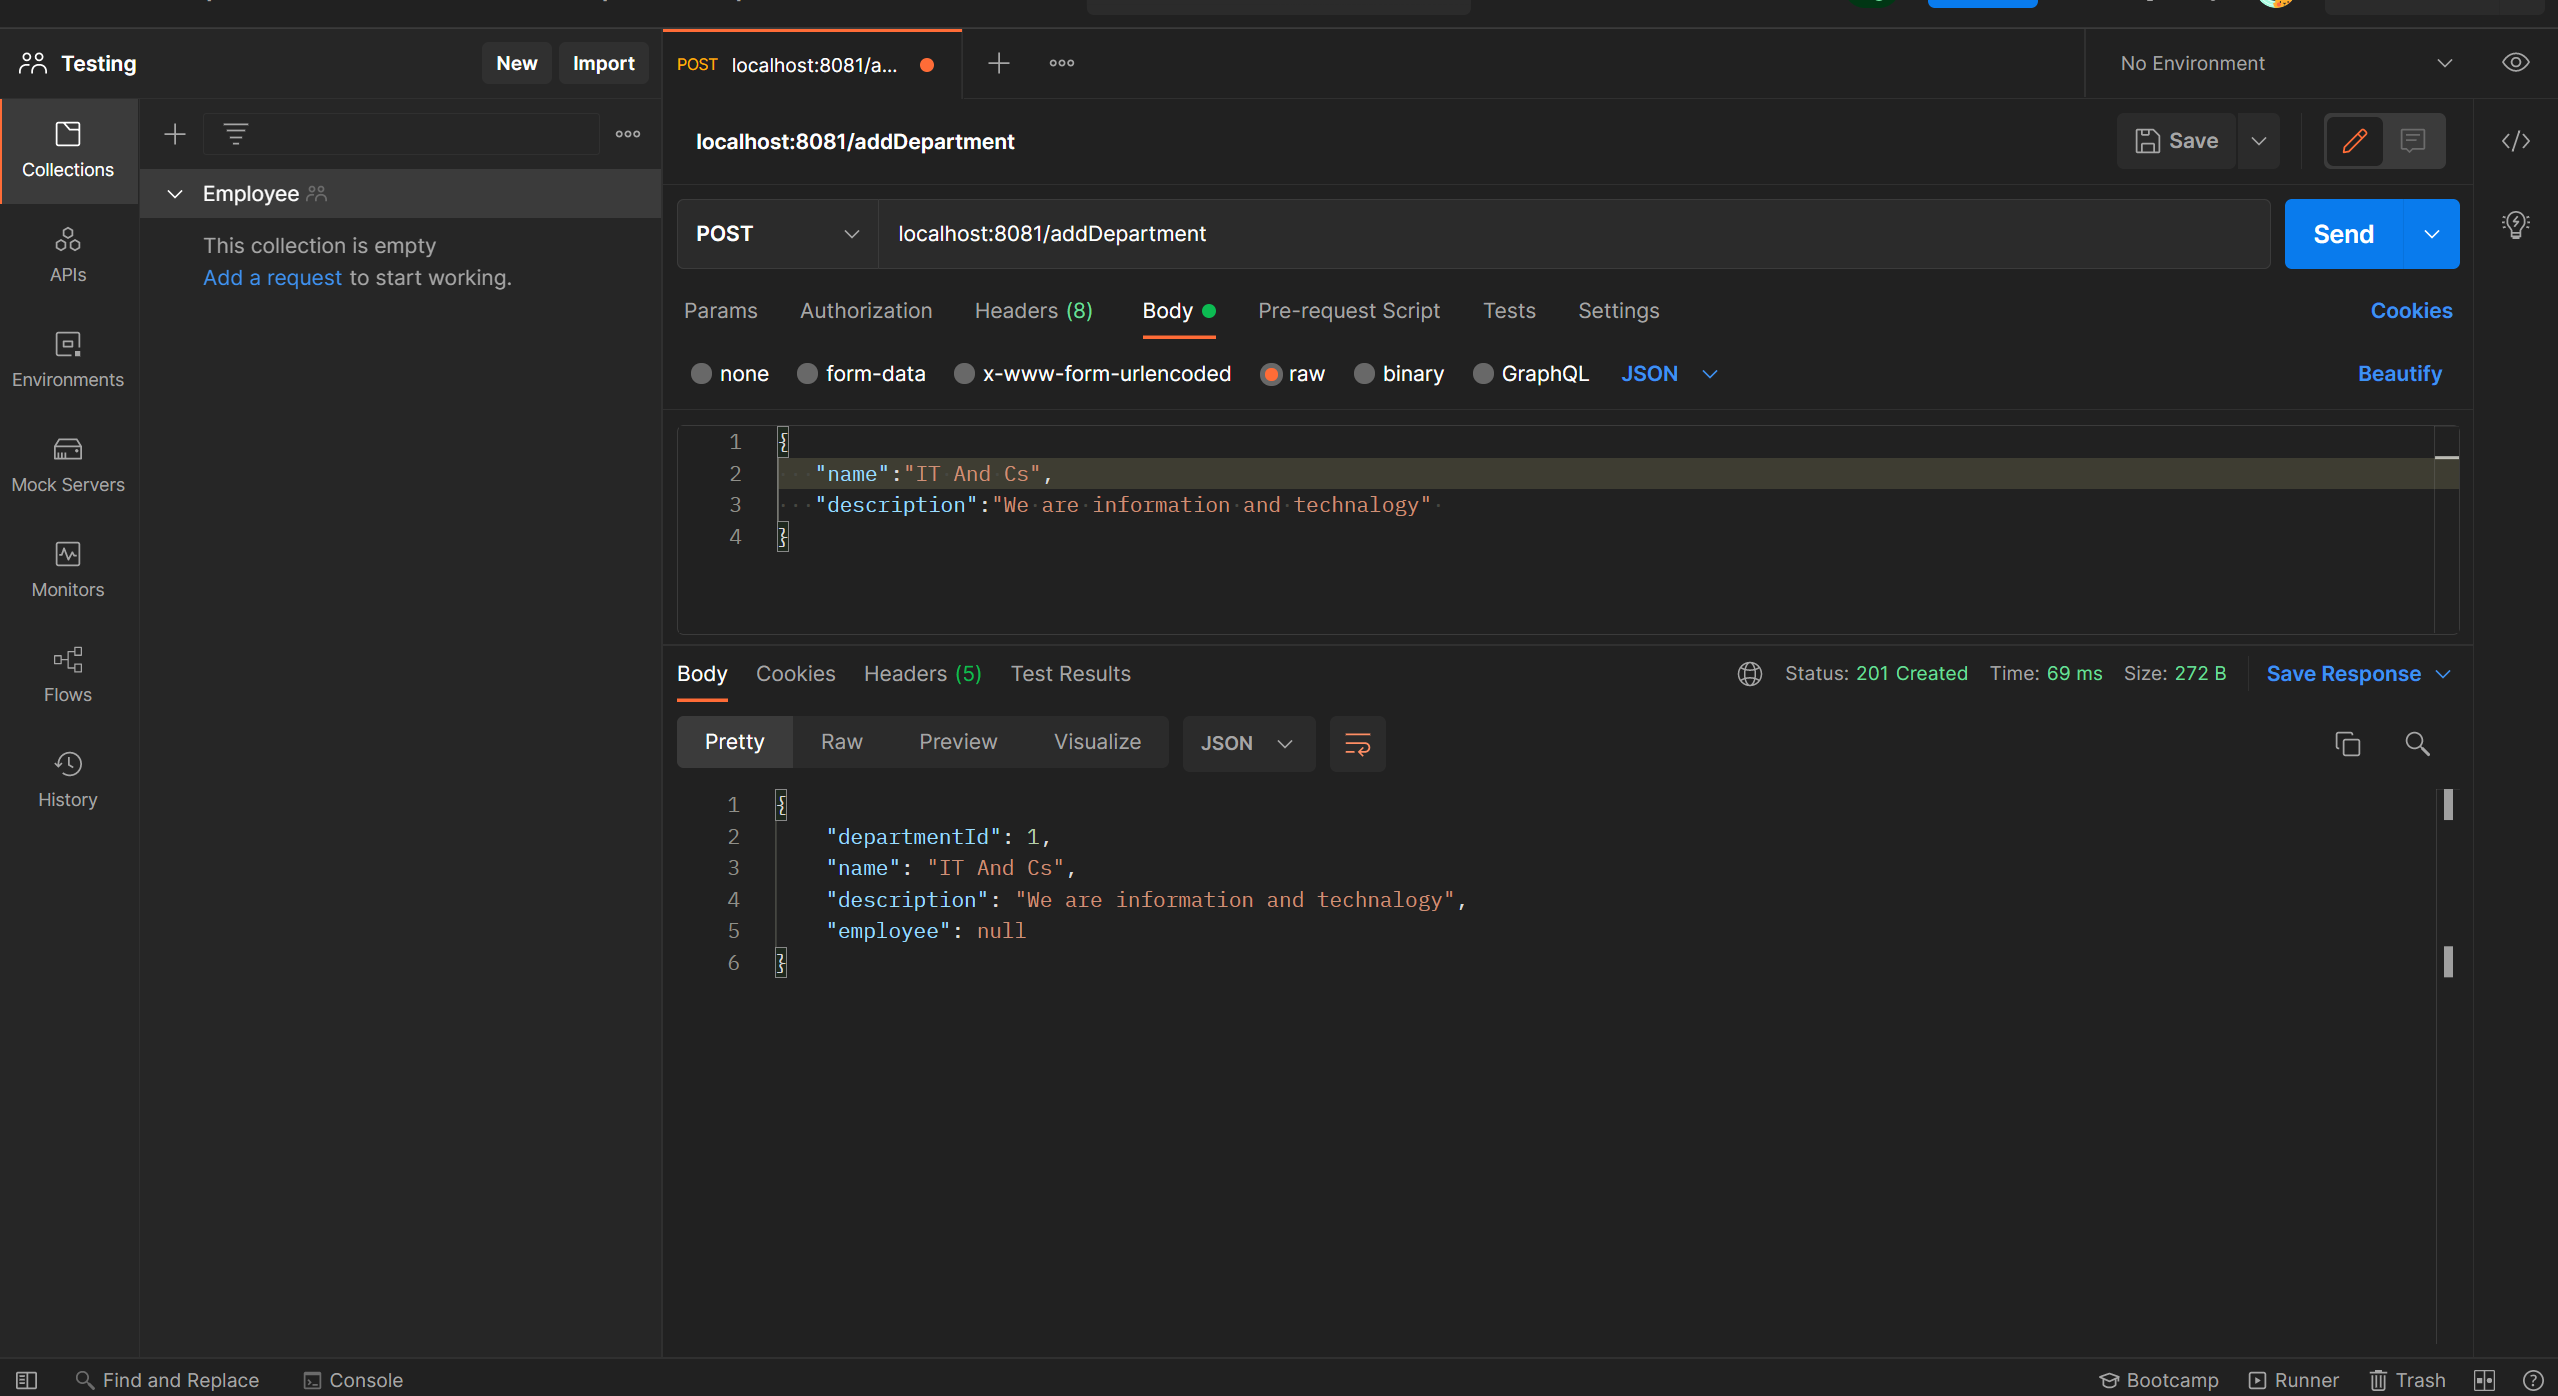 Testing
New
Import
POST localhost:8081/a...
No Environment
Collections
APIs
Environments
Mock Servers
Monitors
Flows
History
Employee
This collection is empty
Add a request to start working.
localhost:8081/addDepartment
Save
POST
localhost:8081/addDepartment
Send
Params Authorization Headers (8) Body Pre-request Script Tests Settings Cookies
none form-data x-www-form-urlencoded raw binary GraphQL JSON Beautify
1 {
2 "name":"IT And Cs",
3 "description":"We are information and technalogy"
4 }
Body Cookies Headers (5) Test Results Status: 201 Created Time: 69 ms Size: 272 B Save Response
Pretty Raw Preview Visualize JSON
1 {
2 "departmentId": 1,
3 "name": "IT And Cs",
4 "description": "We are information and technalogy",
5 "employee": null
6 }
Find and Replace Console Bootcamp Runner Trash